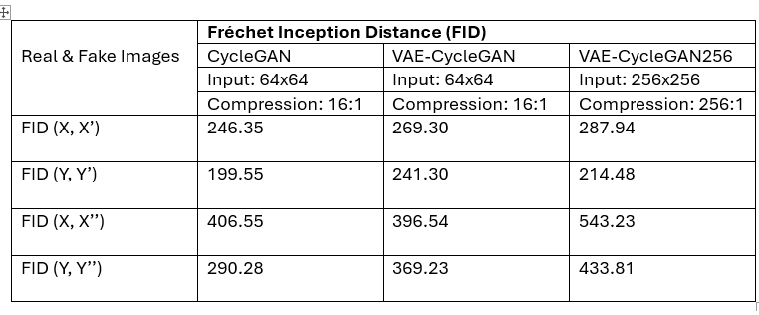 Fréchet Inception Distance (FID)
Real & Fake Images
CycleGAN VAE-CycleGAN VAE-CycleGAN256
Input: 64x64 Input: 64x64 Input: 256x256
Compression: 16:1 Compression: 16:1 Compression: 256:1
FID (X, X’) 246.35 269.30 287.94
FID (Y, Y’) 199.55 241.30 214.48
FID (X, X’’) 406.55 396.54 543.23
FID (Y, Y’’) 290.28 369.23 433.81